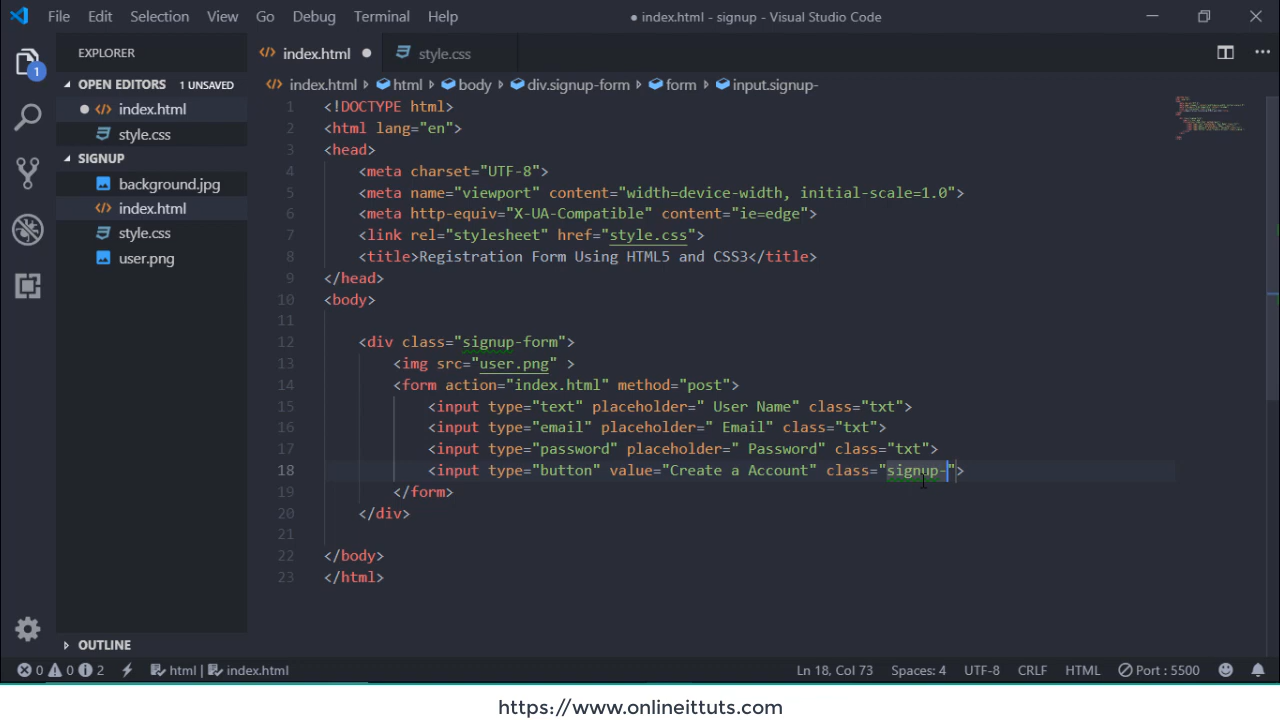 File Edit Selection View Go Debug Terminal Help
● index.html - signup - Visual Studio Code
EXPLORER
index.html ●
style.css
OPEN EDITORS 1 UNSAVED
index.html
style.css
SIGNUP
background.jpg
index.html
style.css
user.png
OUTLINE
1
index.html html body div.signup-form form input.signup-
1 <!DOCTYPE html>
2 <html lang="en">
3 <head>
4 <meta charset="UTF-8">
5 <meta name="viewport" content="width=device-width, initial-scale=1.0">
6 <meta http-equiv="X-UA-Compatible" content="ie=edge">
7 <link rel="stylesheet" href="style.css">
8 <title>Registration Form Using HTML5 and CSS3</title>
9 </head>
10 <body>
11
12 <div class="signup-form">
13 <img src="user.png" >
14 <form action="index.html" method="post">
15 <input type="text" placeholder=" User Name" class="txt">
16 <input type="email" placeholder=" Email" class="txt">
17 <input type="password" placeholder=" Password" class="txt">
18 <input type="button" value="Create a Account" class="signup-">
19 </form>
20 </div>
21
22 </body>
23 </html>
0 0 2 html index.html
Ln 18, Col 73 Spaces: 4 UTF-8 CRLF HTML Port : 5500
https://www.onlineittuts.com